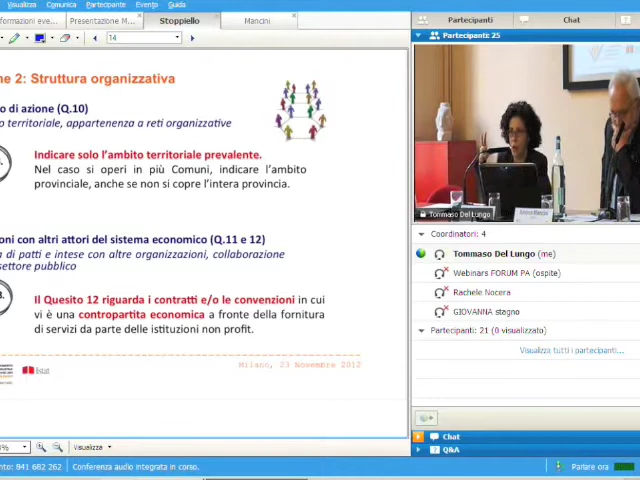 Visualizza Comunica Partecipante Evento Guida
formazioni eve...
Presentazione M...
Stoppiello
Mancini
14
ne 2: Struttura organizzativa
o di azione (Q.10)
o territoriale, appartenenza a reti organizzative
Indicare solo l'ambito territoriale prevalente.
Nel caso si operi in più Comuni, indicare l'ambito
provinciale, anche se non si copre l'intera provincia.
oni con altri attori del sistema economico (Q.11 e 12)
a di patti e intese con altre organizzazioni, collaborazione
settore pubblico
Il Quesito 12 riguarda i contratti e/o le convenzioni in cui
vi è una contropartita economica a fronte della fornitura
di servizi da parte delle istituzioni non profit.
Istat
Milano, 23 Novembre 2012
Visualizza
nto: 841 682 262
Conferenza audio integrata in corso.
Partecipanti
Chat
Partecipanti: 25
Tommaso Del Lungo
Coordinatori: 4
Tommaso Del Lungo (me)
Webinars FORUM PA (ospite)
Rachele Nocera
GIOVANNA stagno
Partecipanti: 21 (0 visualizzato)
Visualizza tutti i partecipanti...
Chat
Q&A
Parlare ora